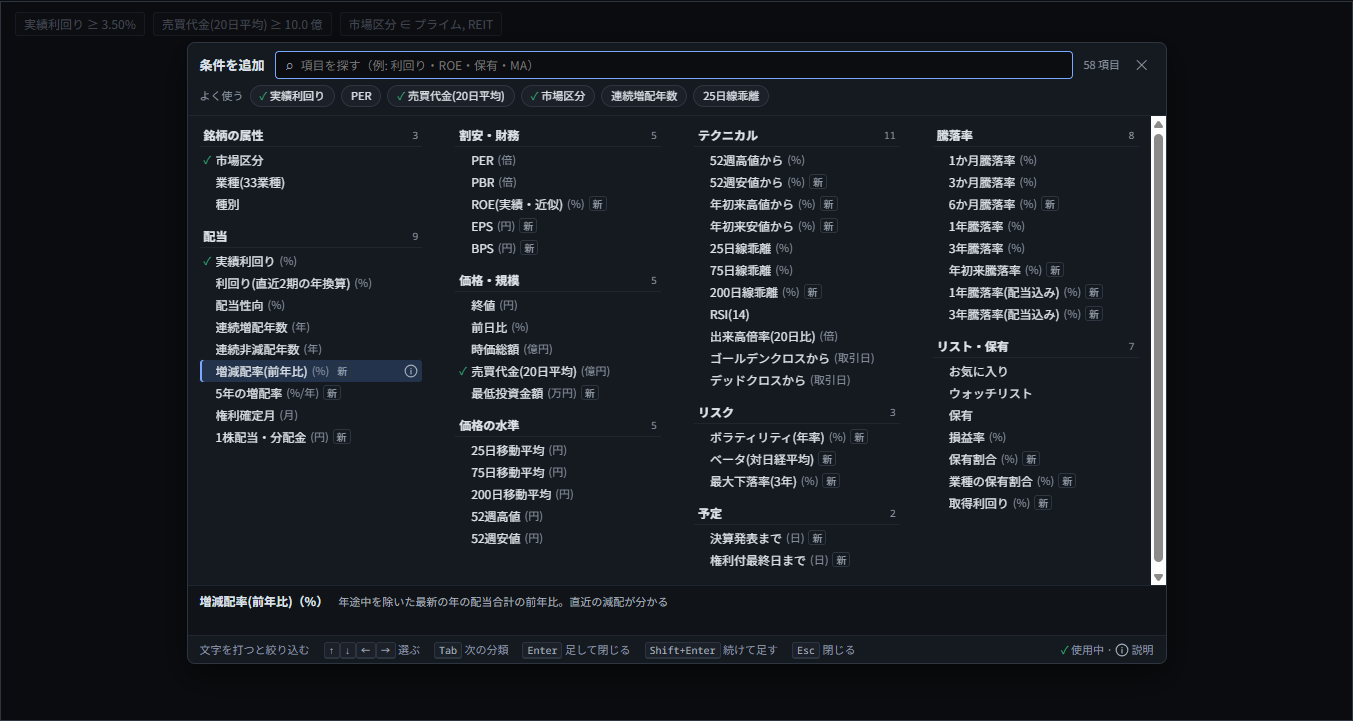 実績利回り ≥ 3.50% 売買代金(20日平均) ≥ 10.0 億 市場区分 ∈ プライム, REIT
条件を追加 項目を探す（例: 利回り・ROE・保有・MA） 58 項目
よく使う ✓実績利回り PER ✓売買代金(20日平均) ✓市場区分 連続増配年数 25日線乖離
銘柄の属性 3
✓ 市場区分
業種(33業種)
種別
配当 9
✓ 実績利回り (%)
利回り(直近2期の年換算) (%)
配当性向 (%)
連続増配年数 (年)
連続非減配年数 (年)
増減配率(前年比) (%) 新 ⓘ
5年の増配率 (%/年) 新
権利確定月 (月)
1株配当・分配金 (円) 新
割安・財務 5
PER (倍)
PBR (倍)
ROE(実績・近似) (%) 新
EPS (円) 新
BPS (円) 新
価格・規模 5
終値 (円)
前日比 (%)
時価総額 (億円)
✓ 売買代金(20日平均) (億円)
最低投資金額 (万円) 新
価格の水準 5
25日移動平均 (円)
75日移動平均 (円)
200日移動平均 (円)
52週高値 (円)
52週安値 (円)
テクニカル 11
52週高値から (%)
52週安値から (%) 新
年初来高値から (%) 新
年初来安値から (%) 新
25日線乖離 (%)
75日線乖離 (%)
200日線乖離 (%) 新
RSI(14)
出来高倍率(20日比) (倍)
ゴールデンクロスから (取引日)
デッドクロスから (取引日)
リスク 3
ボラティリティ(年率) (%) 新
ベータ(対日経平均) 新
最大下落率(3年) (%) 新
予定 2
決算発表まで (日) 新
権利付最終日まで (日) 新
騰落率 8
1か月騰落率 (%)
3か月騰落率 (%)
6か月騰落率 (%) 新
1年騰落率 (%)
3年騰落率 (%)
年初来騰落率 (%) 新
1年騰落率(配当込み) (%) 新
3年騰落率(配当込み) (%) 新
リスト・保有 7
お気に入り
ウォッチリスト
保有
損益率 (%)
保有割合 (%) 新
業種の保有割合 (%) 新
取得利回り (%) 新
増減配率(前年比)（%） 年途中を除いた最新の年の配当合計の前年比。直近の減配が分かる
文字を打つと絞り込む ↑ ↓ ← → 選ぶ Tab 次の分類 Enter 足して閉じる Shift+Enter 続けて足す Esc 閉じる ✓ 使用中・ⓘ 説明